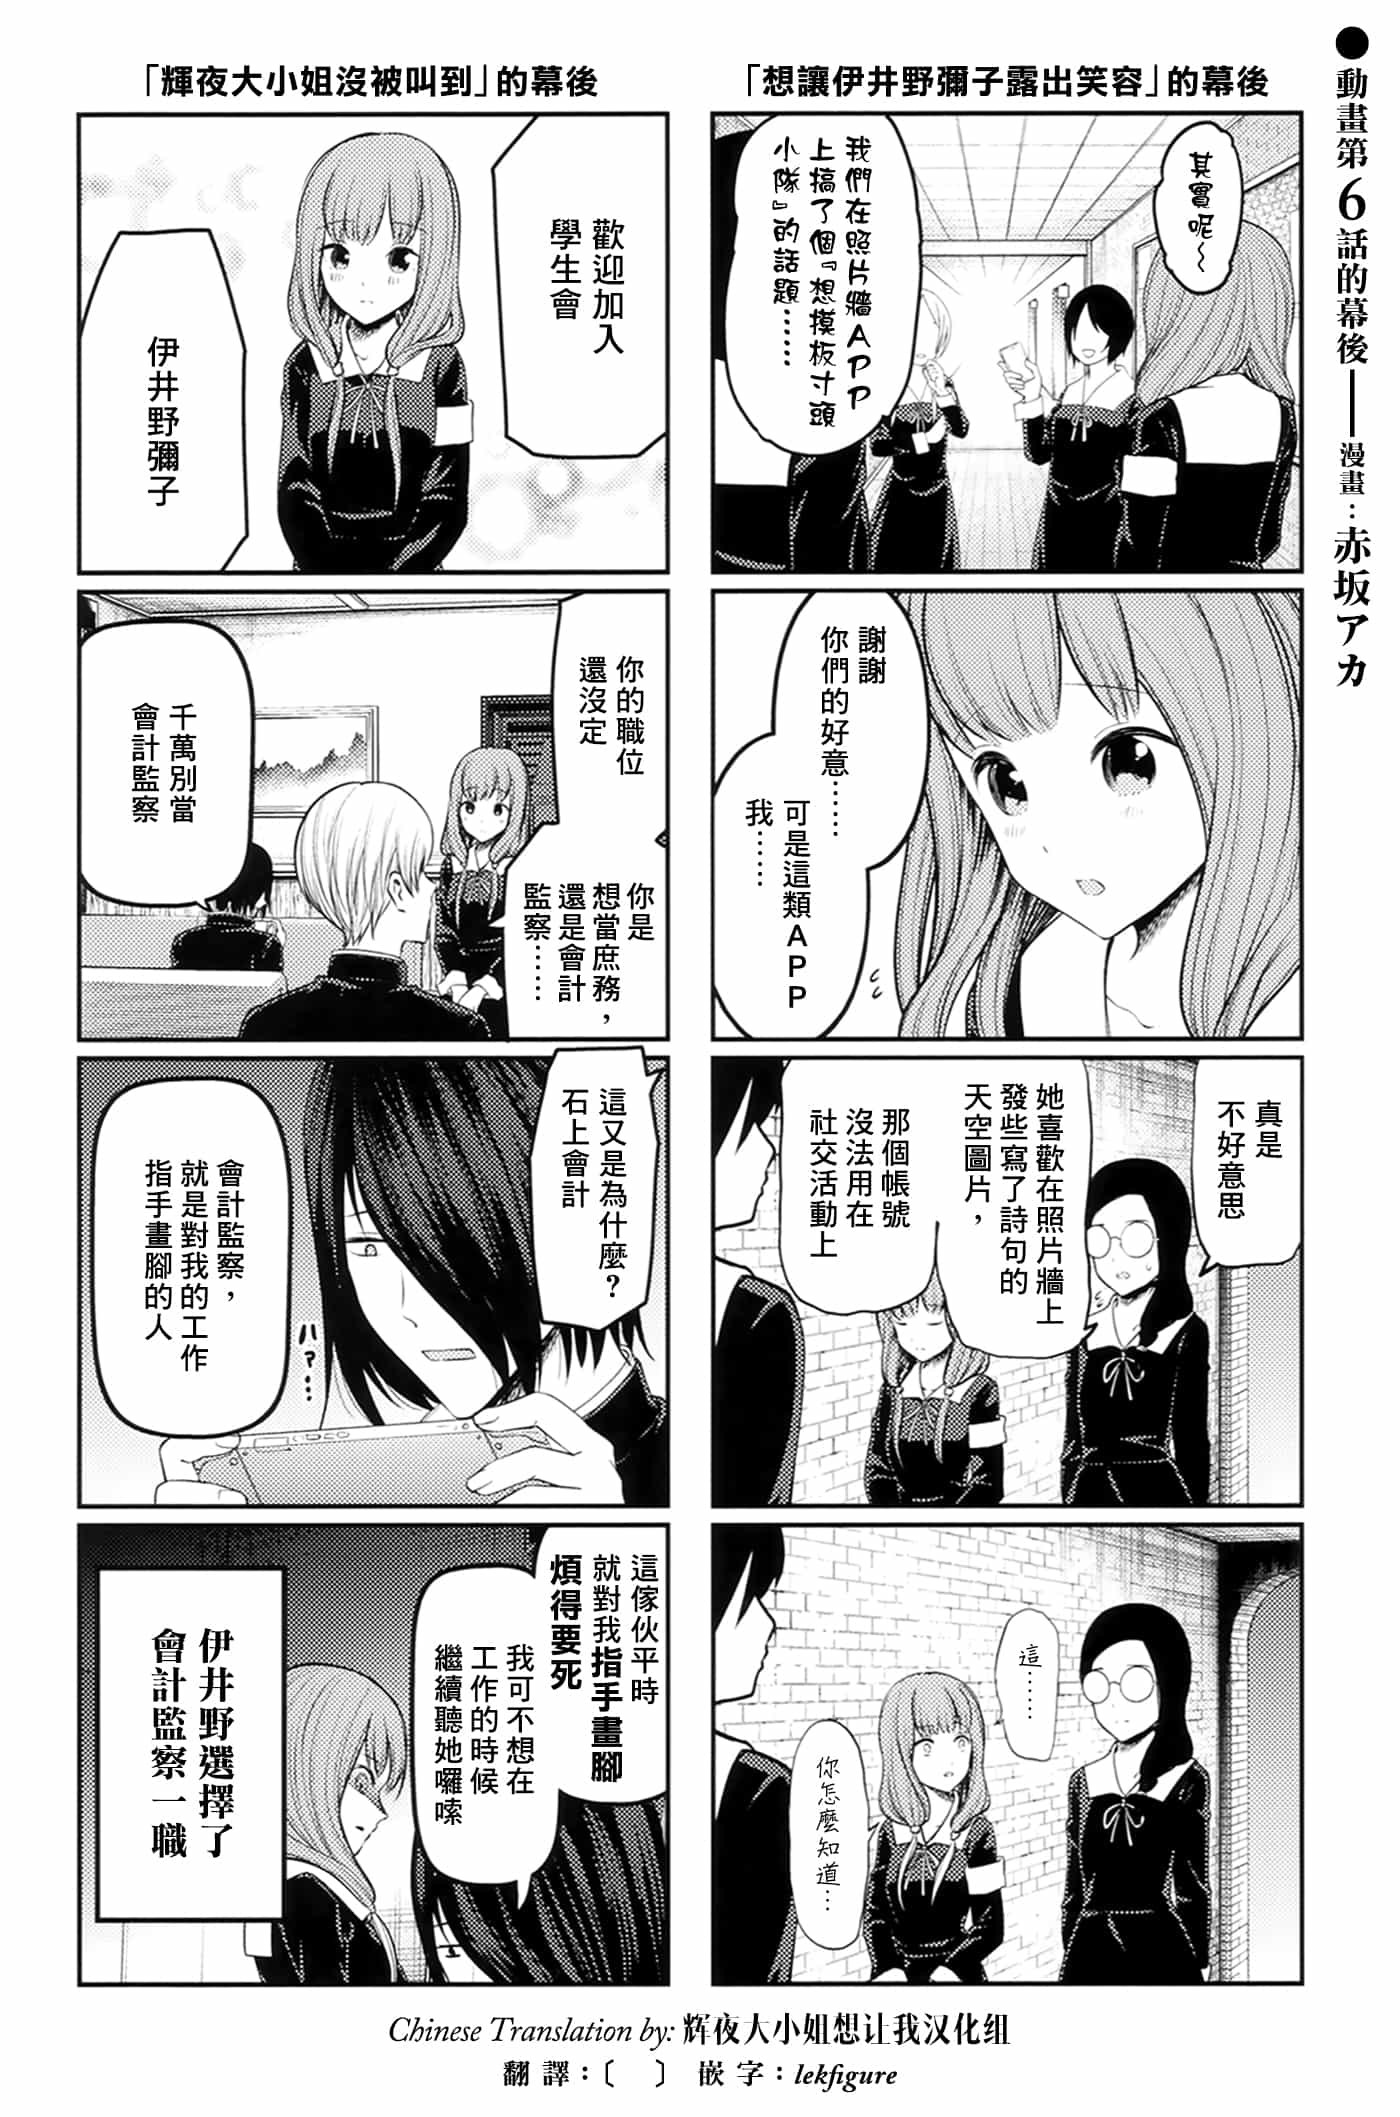 ●動畫第6話的幕後——漫畫：赤坂アカ
「想讓伊井野彌子露出笑容」的幕後
其實呢～
我們在照片牆APP
上搞了個『想摸板寸頭
小隊』的話題……
謝謝
你們的好意……
可是這類APP
我……
真是
不好意思
她喜歡在照片牆上
發些寫了詩句的
天空圖片，
那個帳號
沒法用在
社交活動上
這……
你怎麼知道…
「輝夜大小姐沒被叫到」的幕後
歡迎加入
學生會
伊井野彌子
你的職位
還沒定
你是
想當庶務，
還是會計
監察……
千萬別當
會計監察
這又是為什麼?
石上會計
會計監察，
就是對我的工作
指手畫腳的人
ハ?…
這傢伙平時
就對我指手畫腳
煩得要死
我可不想在
工作的時候
繼續聽她囉嗦
伊井野選擇了
會計監察一職
Chinese Translation by: 辉夜大小姐想让我汉化组
翻 譯：〔 〕 嵌 字：lekfigure